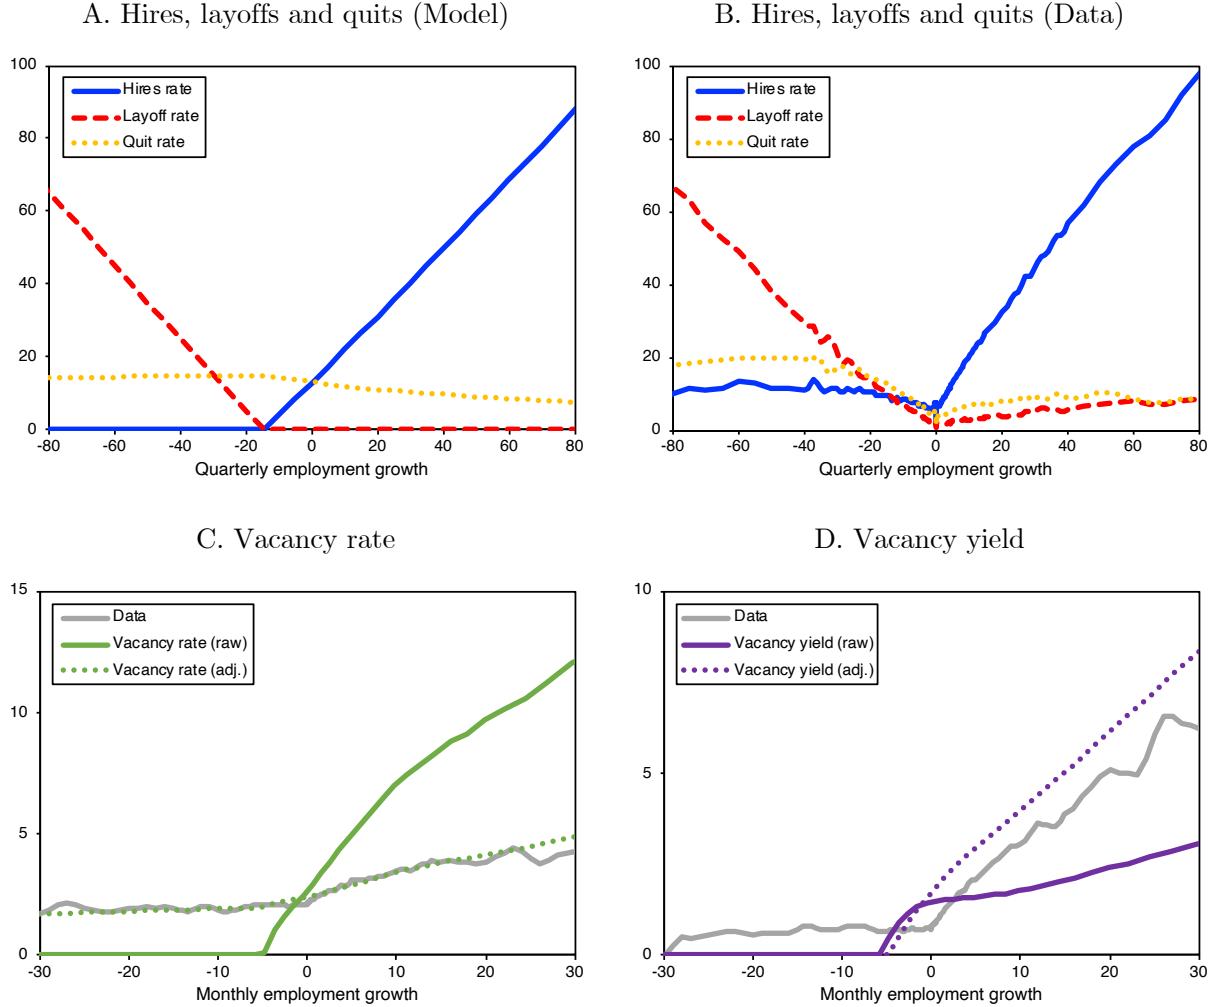 A. Hires, layoffs and quits (Model)
100
80
60
40
20
0
Hires rate
Layoff rate
Quit rate
-80 -60 -40 -20 0 20 40 60 80
Quarterly employment growth
B. Hires, layoffs and quits (Data)
100
80
60
40
20
0
Hires rate
Layoff rate
Quit rate
-80 -60 -40 -20 0 20 40 60 80
Quarterly employment growth
C. Vacancy rate
15
10
5
0
Data
Vacancy rate (raw)
Vacancy rate (adj.)
-30 -20 -10 0 10 20 30
Monthly employment growth
D. Vacancy yield
10
5
0
Data
Vacancy yield (raw)
Vacancy yield (adj.)
-30 -20 -10 0 10 20 30
Monthly employment growth